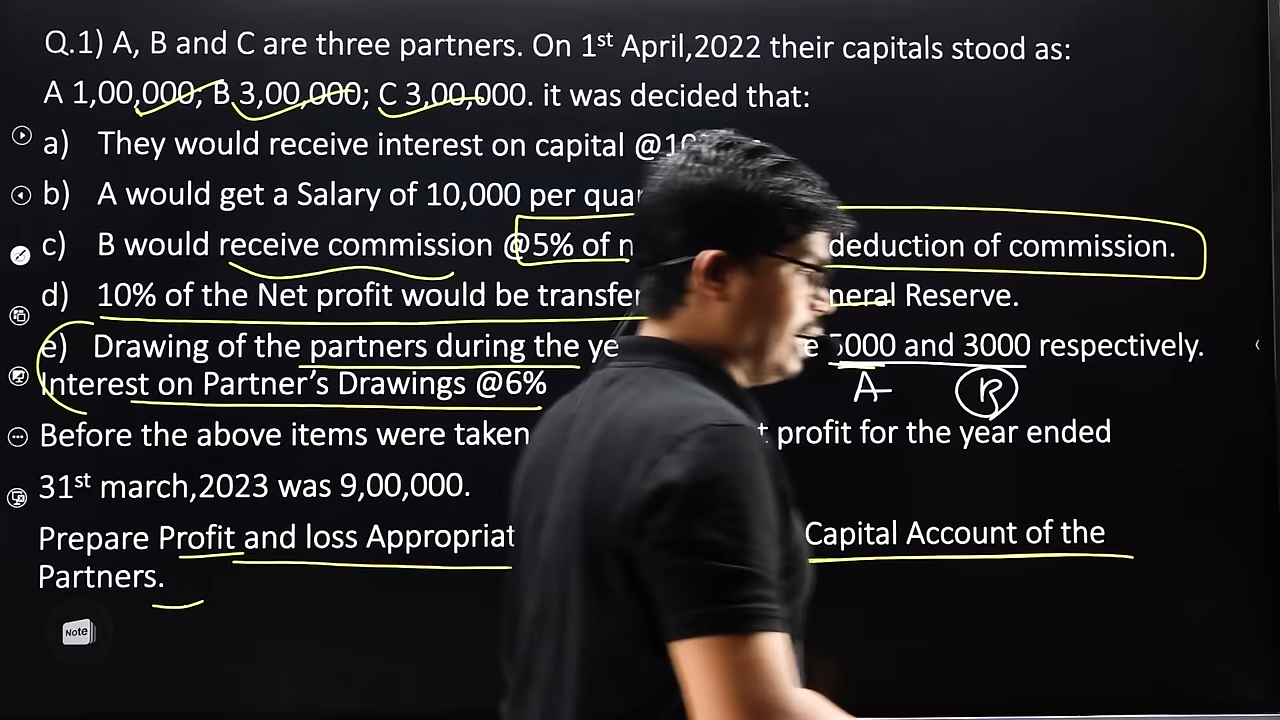 Q.1) A, B and C are three partners. On 1st April,2022 their capitals stood as:
A 1,00,000; B 3,00,000; C 3,00,000. it was decided that:
a) They would receive interest on capital @
b) A would get a Salary of 10,000 per
c) B would receive commission @5% of deduction of commission.
d) 10% of the Net profit would be Reserve.
e) Drawing of the partners during the 5000 and 3000 respectively.
A B
Interest on Partner's Drawings @6%
Before the above items were taken profit for the year ended
31st march,2023 was 9,00,000.
Prepare Profit and loss Capital Account of the
Partners.
Note